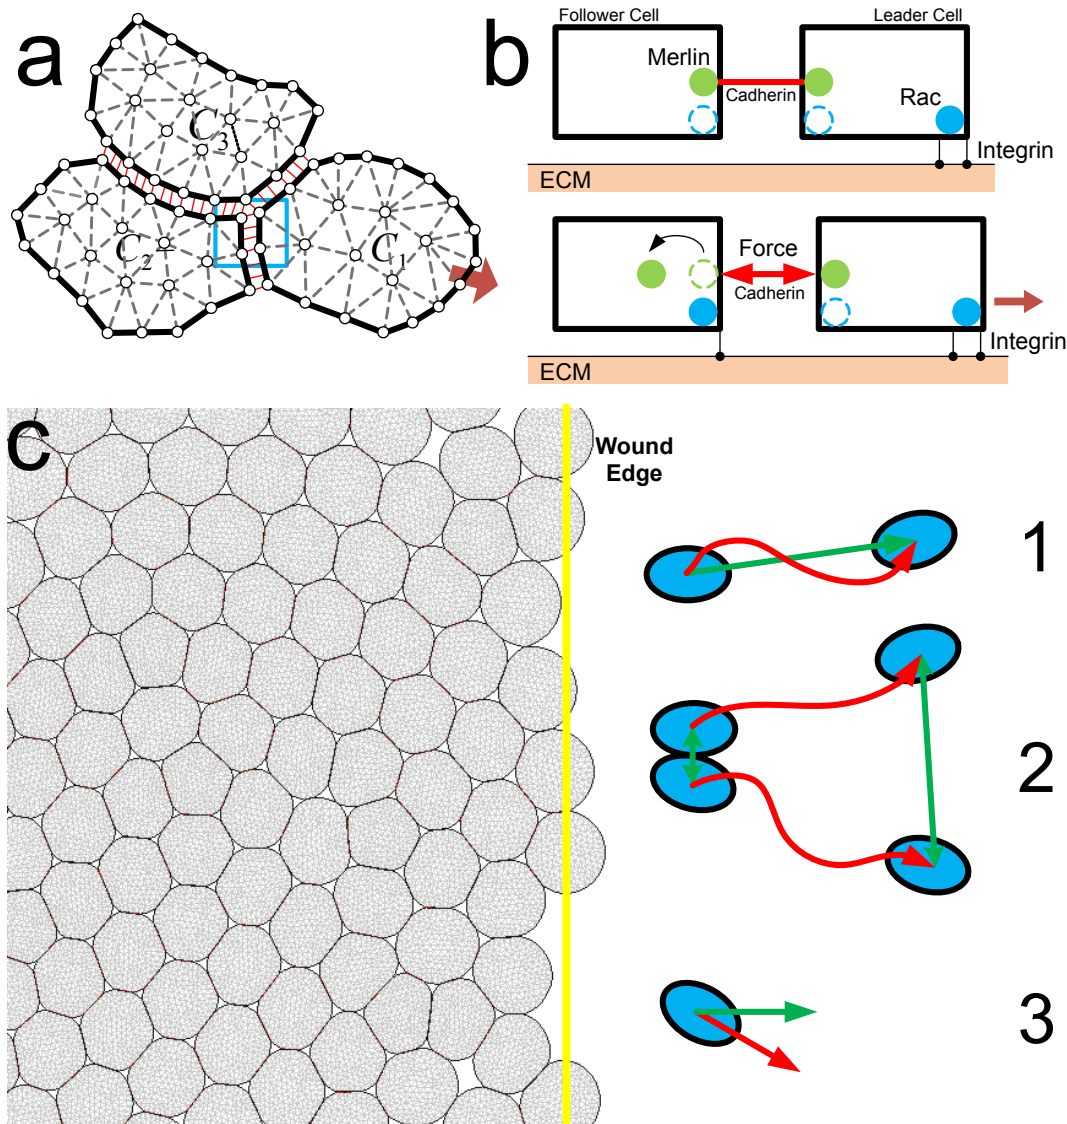 a
C3
C2
C1
b
Follower Cell
Leader Cell
Merlin
Cadherin
Rac
Integrin
ECM
Force
Cadherin
Integrin
ECM
c
Wound
Edge
1
2
3